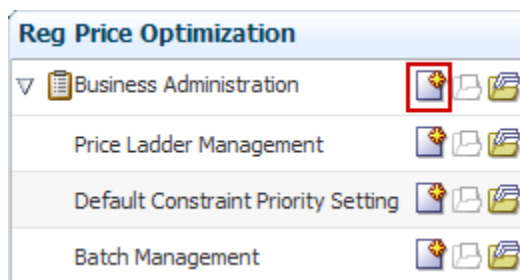 Reg Price Optimization
Business Administration
Price Ladder Management
Default Constraint Priority Setting
Batch Management